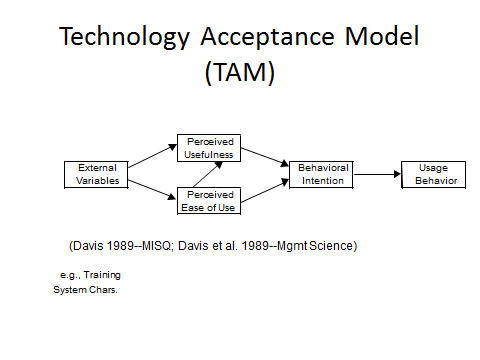 Technology Acceptance Model
(TAM)
Perceived
Usefulness
External
Variables
Behavioral
Intention
Usage
Behavior
Perceived
Ease of Use
(Davis 1989--MISQ; Davis et al. 1989--Mgmt Science)
e.g., Training
System Chars.